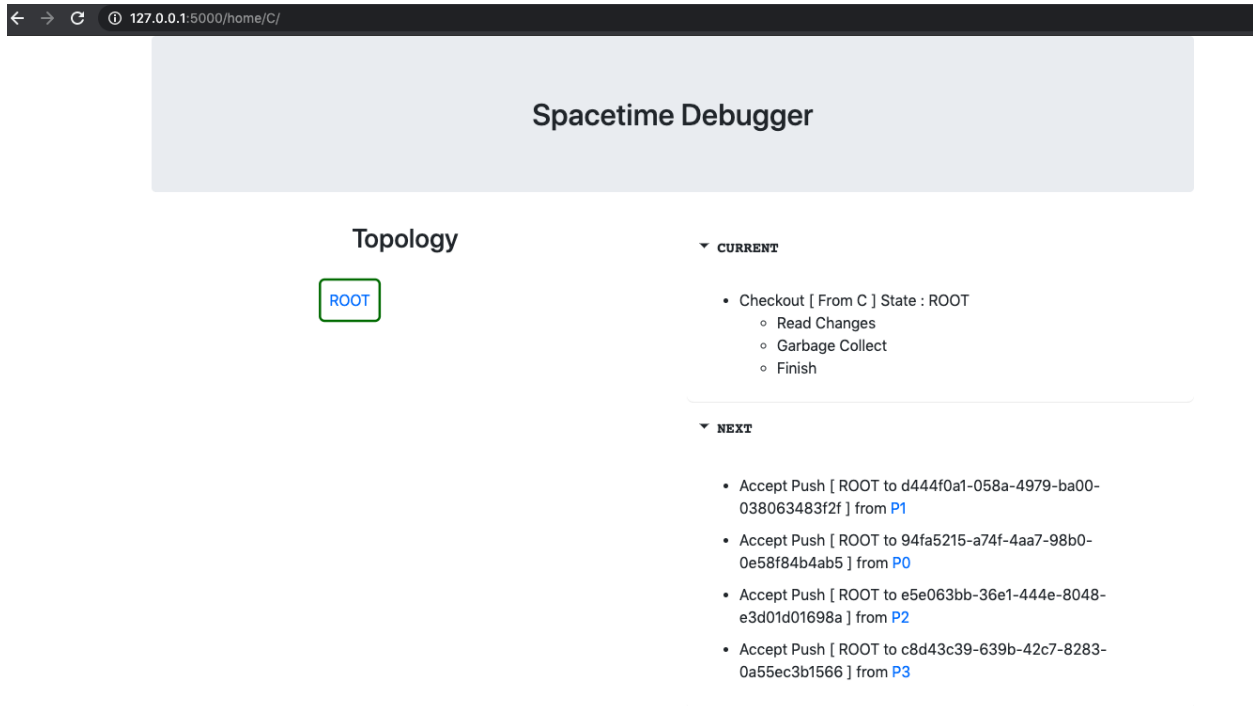 127.0.0.1:5000/home/C/
Spacetime Debugger
Topology
ROOT
CURRENT
Checkout [ From C ] State : ROOT
Read Changes
Garbage Collect
Finish
NEXT
Accept Push [ ROOT to d444f0a1-058a-4979-ba00-
038063483f2f ] from P1
Accept Push [ ROOT to 94fa5215-a74f-4aa7-98b0-
0e58f84b4ab5 ] from P0
Accept Push [ ROOT to e5e063bb-36e1-444e-8048-
e3d01d01698a ] from P2
Accept Push [ ROOT to c8d43c39-639b-42c7-8283-
0a55ec3b1566 ] from P3